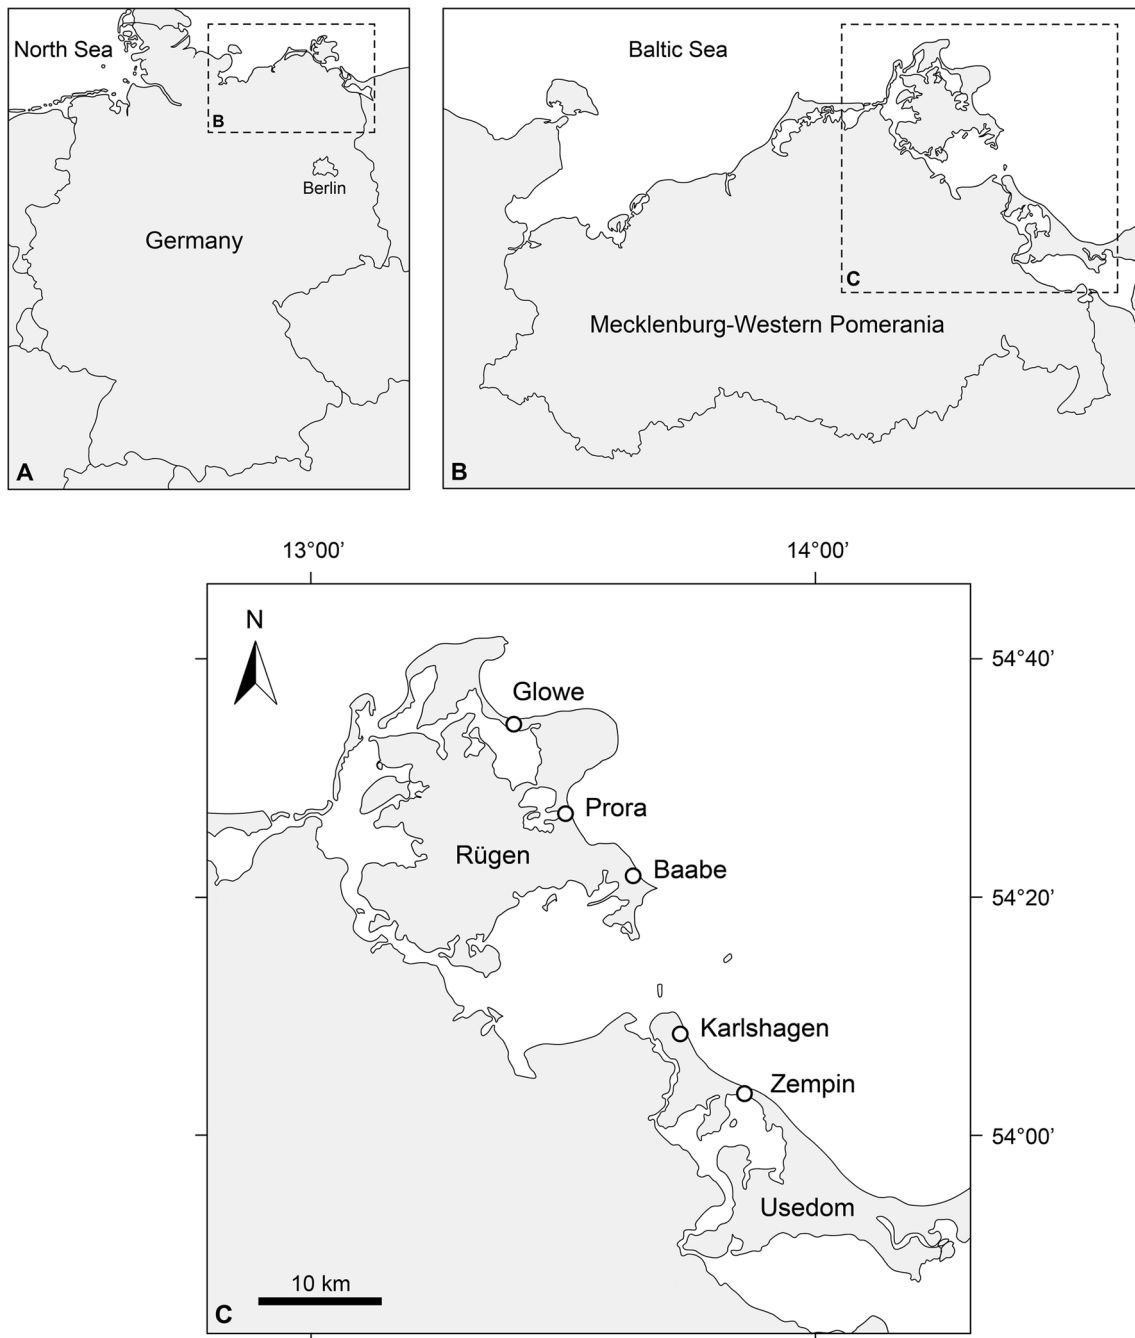 North Sea
B
Berlin
Germany
A
Baltic Sea
C
Mecklenburg-Western Pomerania
B
13°00’
14°00’
N
54°40’
Glowe
Prora
Rügen
Baabe
54°20’
Karlshagen
Zempin
54°00’
Usedom
10 km
C